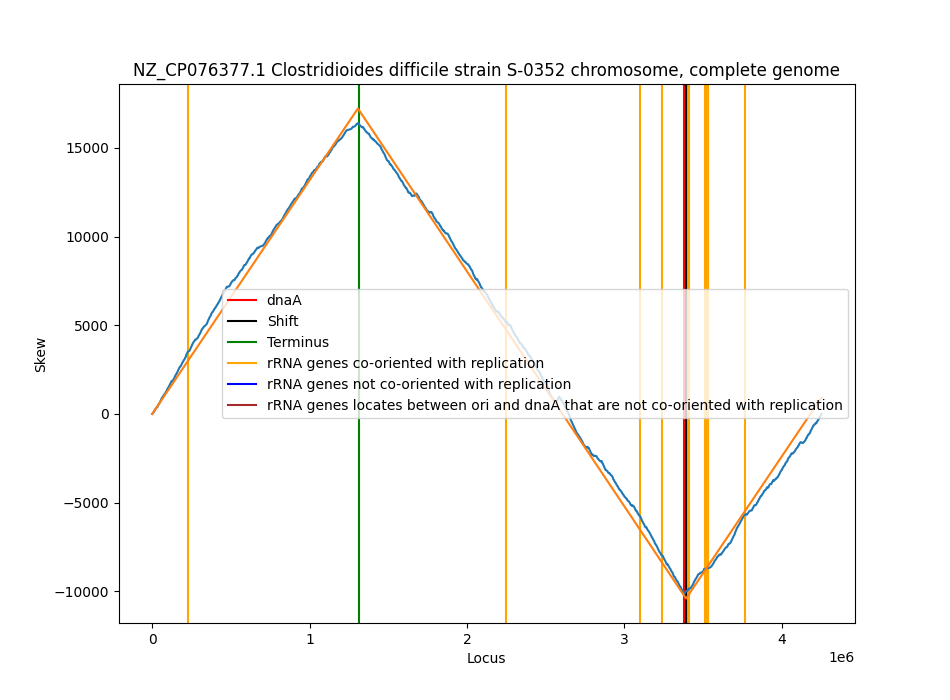 NZ_CP076377.1 Clostridioides difficile strain S-0352 chromosome, complete genome
15000
10000
5000
0
−5000
−10000
Skew
dnaA
Shift
Terminus
rRNA genes co-oriented with replication
rRNA genes not co-oriented with replication
rRNA genes locates between ori and dnaA that are not co-oriented with replication
0 1 2 3 4
1e6
Locus